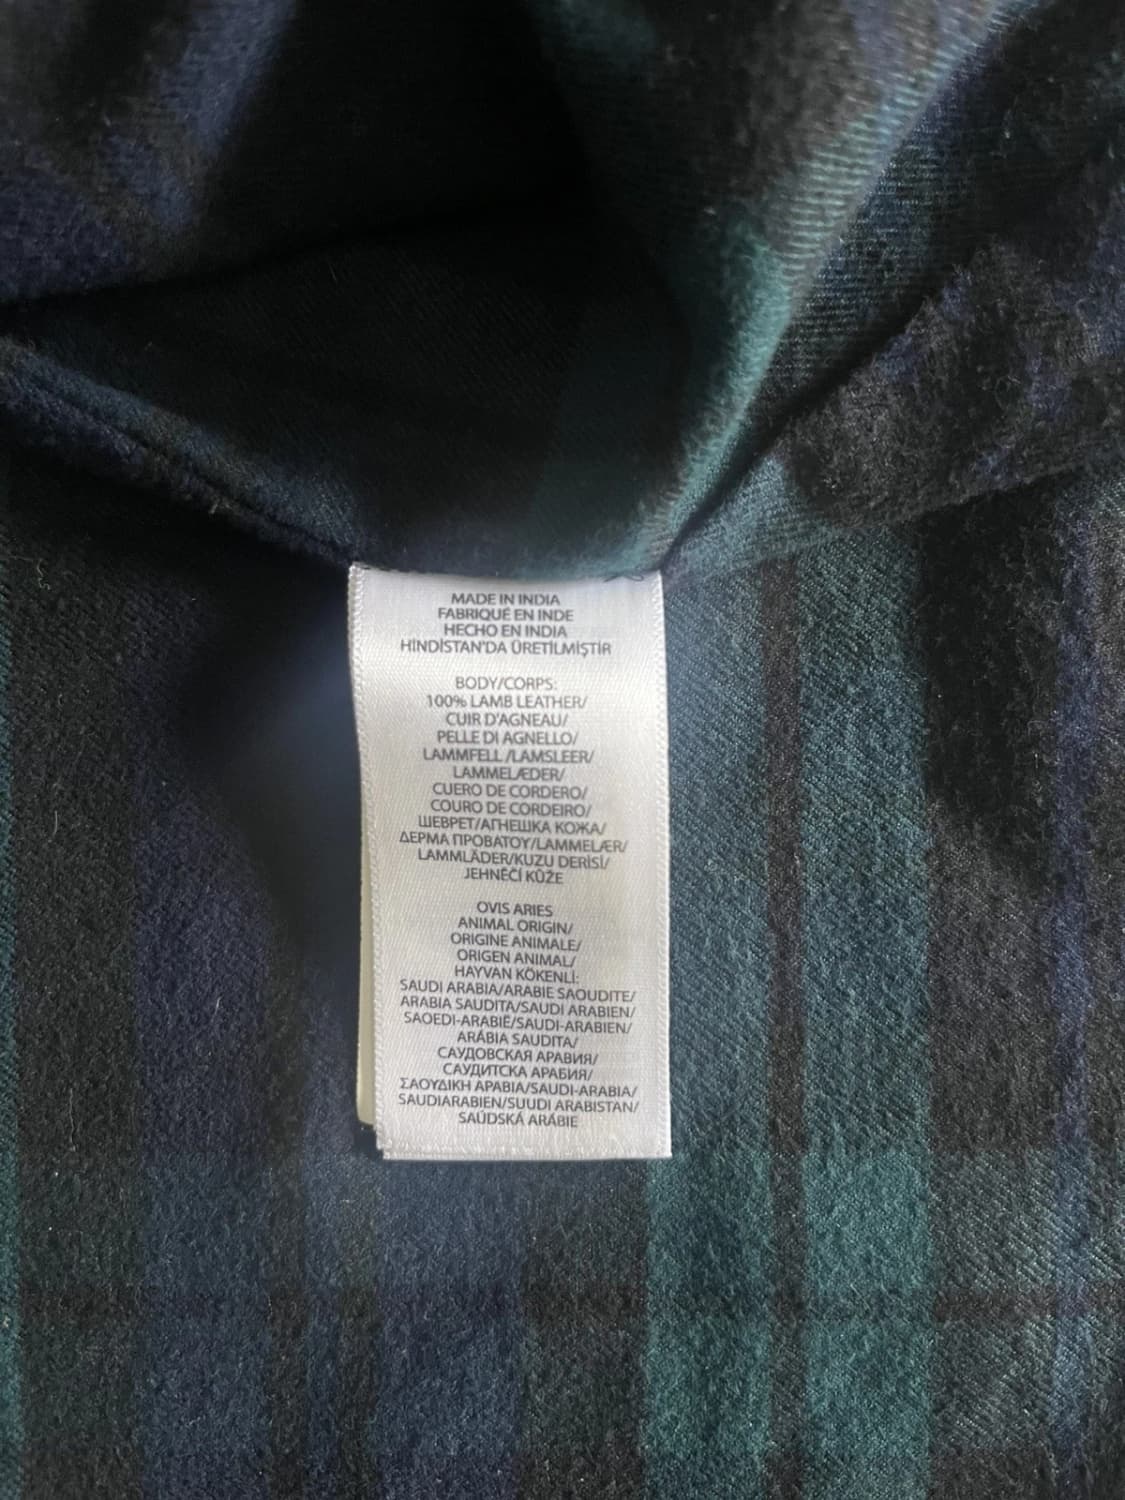 MADE IN INDIA
FABRIQUÉ EN INDE
HECHO EN INDIA
HİNDİSTAN'DA ÜRETİLMİŞTİR
BODY/CORPS:
100% LAMB LEATHER/
CUIR D'AGNEAU/
PELLE DI AGNELLO/
LAMMFELL /LAMSLEER/
LAMMELÆDER/
CUERO DE CORDERO/
COURO DE CORDEIRO/
ШЕВРЕТ/АГНЕШКА КОЖА/
ΔΕΡΜΑ ΠΡΟΒΑΤΟΥ/LAMMELÆR/
LAMMLÄDER/KUZU DERİSİ/
JEHNĚČÍ KŮŽE
OVIS ARIES
ANIMAL ORIGIN/
ORIGINE ANIMALE/
ORIGEN ANIMAL/
HAYVAN KÖKENLİ:
SAUDI ARABIA/ARABIE SAOUDITE/
ARABIA SAUDITA/SAUDI ARABIEN/
SAOEDI-ARABIË/SAUDI-ARABIEN/
ARÁBIA SAUDITA/
САУДОВСКАЯ АРАВИЯ/
САУДИТСКА АРАБИЯ/
ΣΑΟΥΔΙΚΗ ΑΡΑΒΙΑ/SAUDI-ARABIA/
SAUDIARABIEN/SUUDI ARABISTAN/
SAÚDSKÁ ARÁBIE